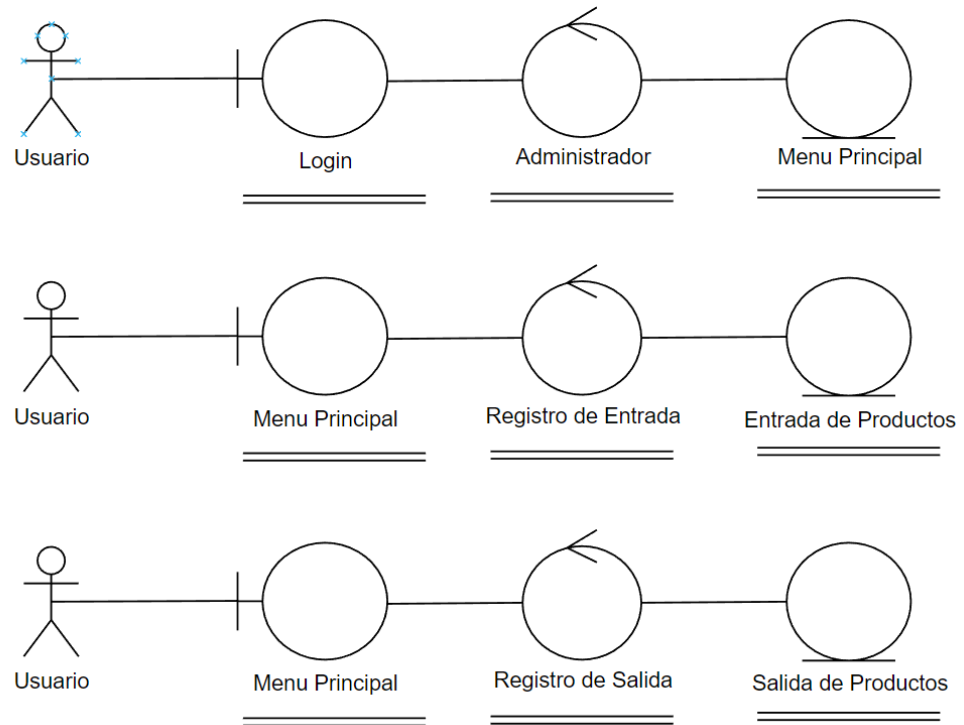 Usuario
Login
Administrador
Menu Principal
Usuario
Menu Principal
Registro de Entrada
Entrada de Productos
Usuario
Menu Principal
Registro de Salida
Salida de Productos